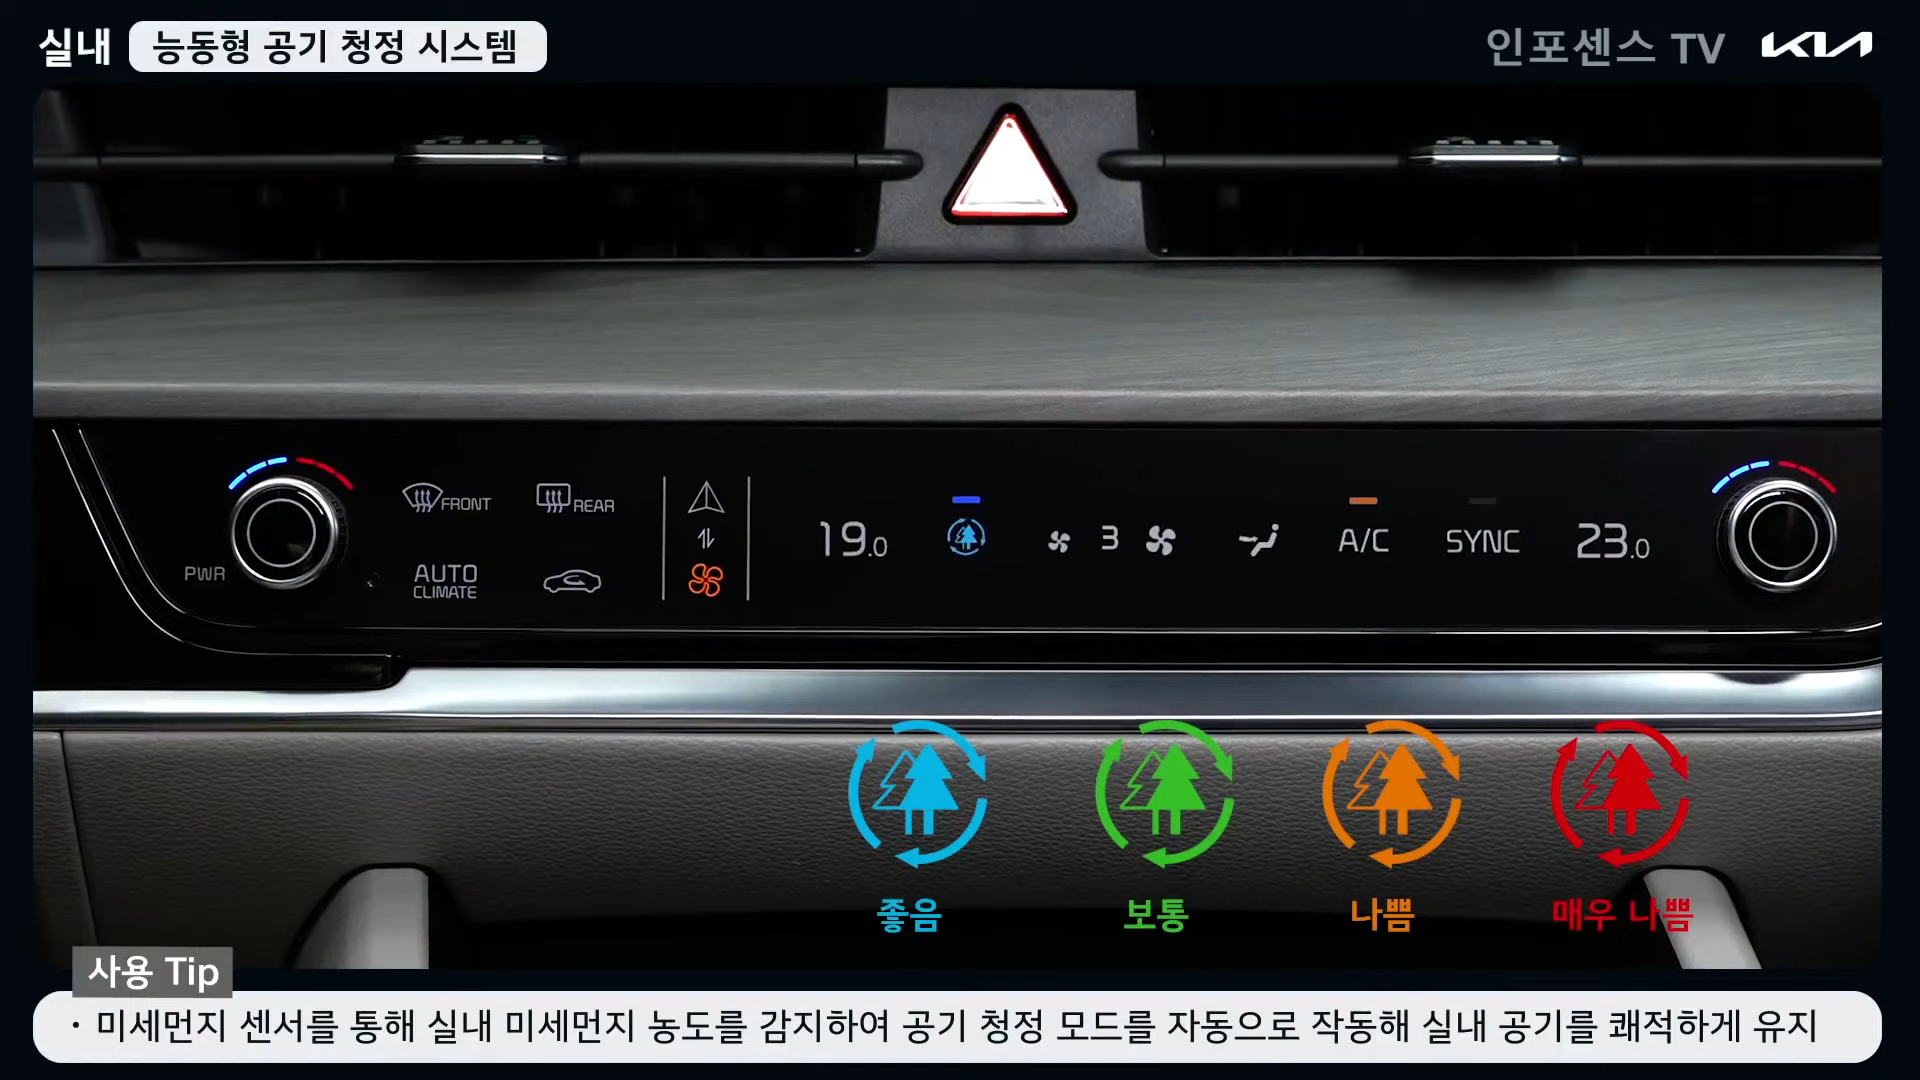 실내 능동형 공기 청정 시스템
인포센스 TV KIA
FRONT REAR
19.0 3 A/C SYNC 23.0
PWR AUTO CLIMATE
좋음 보통 나쁨 매우 나쁨
사용 Tip
· 미세먼지 센서를 통해 실내 미세먼지 농도를 감지하여 공기 청정 모드를 자동으로 작동해 실내 공기를 쾌적하게 유지